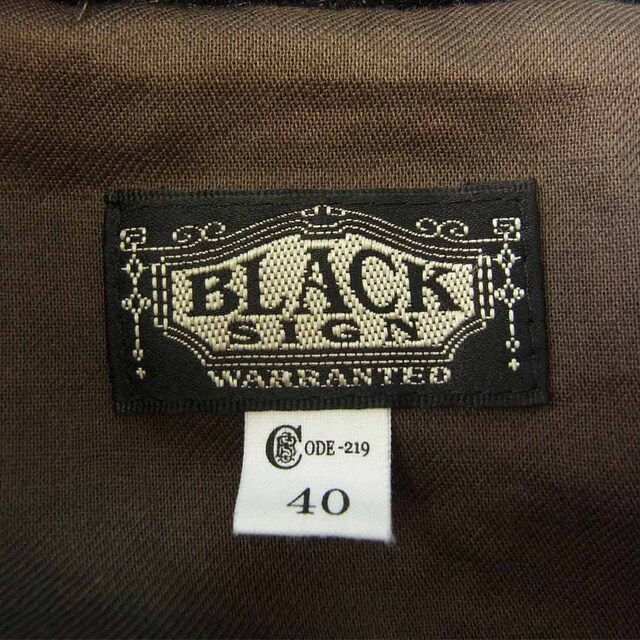 BLACK
SIGN
WARRANTED
CODE-219
40